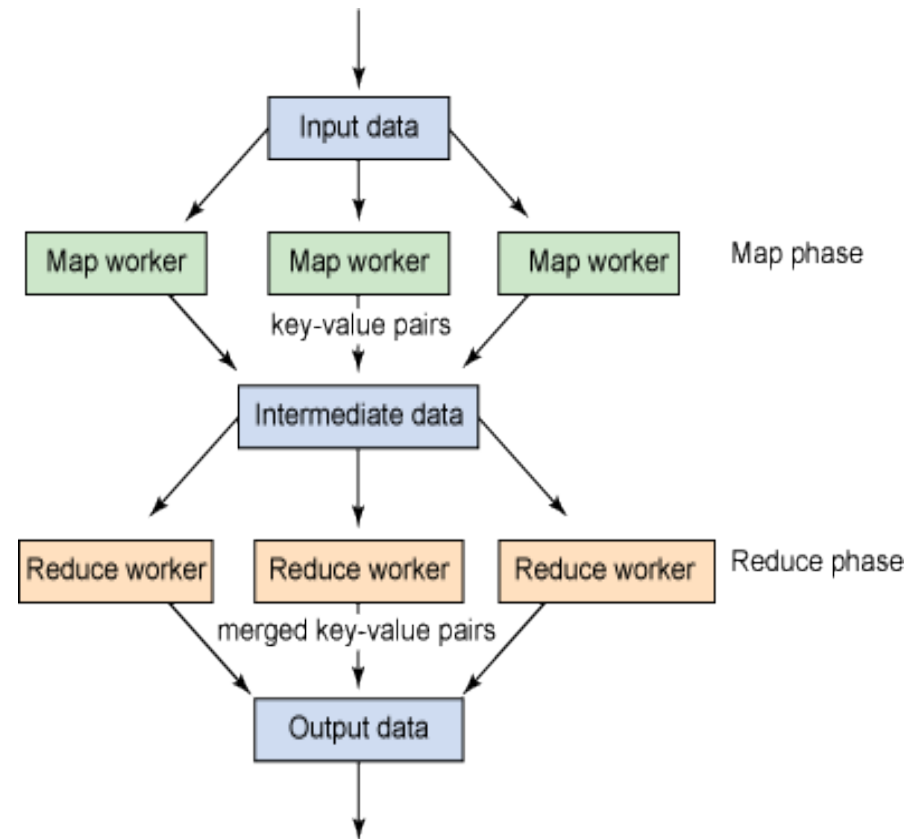 Input data
Map worker
Map worker
Map worker
Map phase
key-value pairs
Intermediate data
Reduce worker
Reduce worker
Reduce worker
Reduce phase
merged key-value pairs
Output data